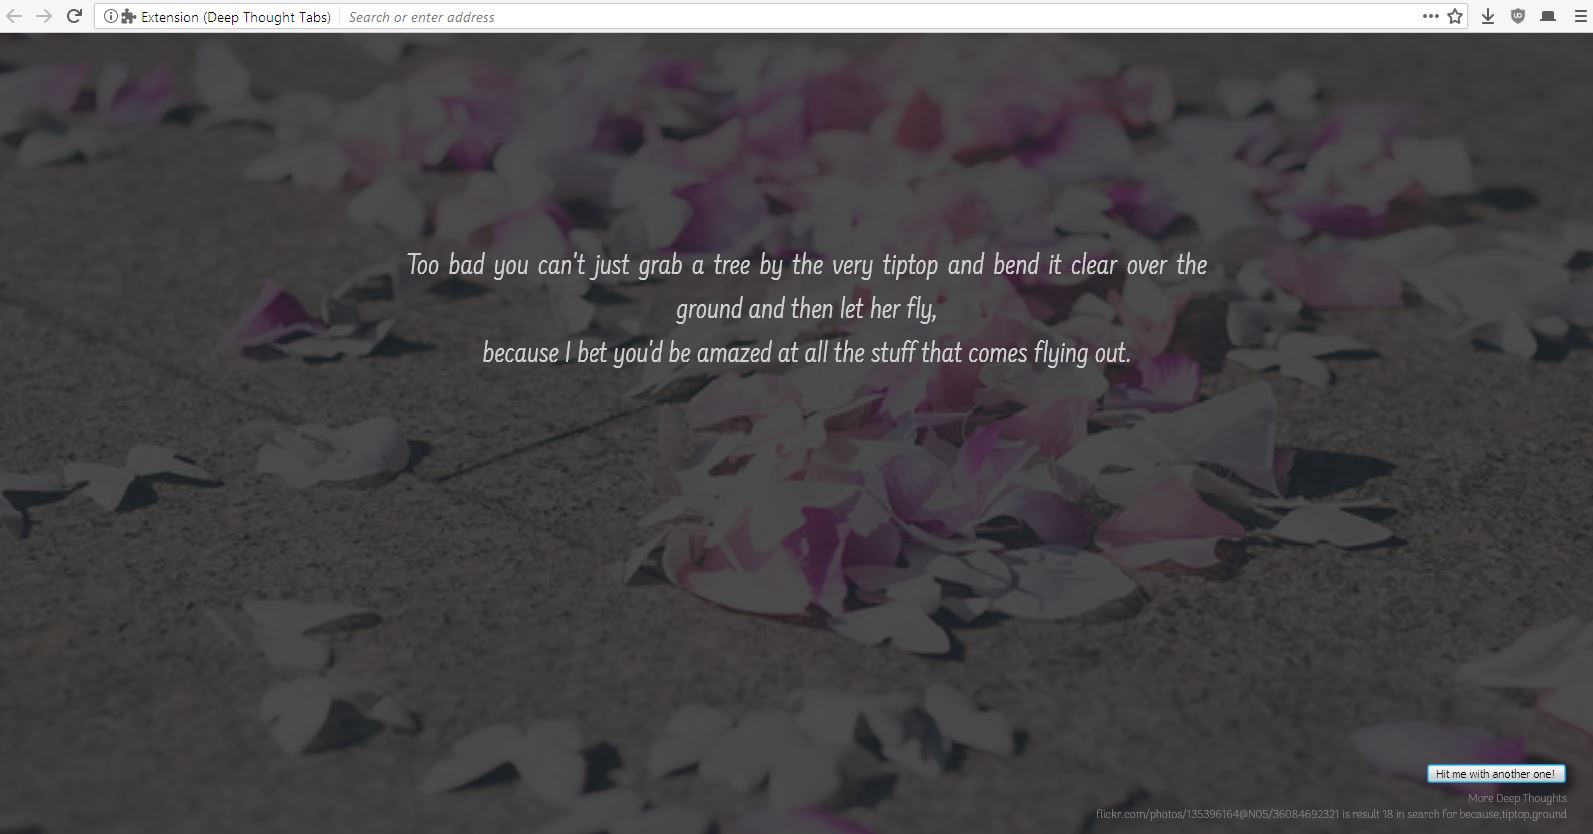 Extension (Deep Thought Tabs) Search or enter address
Too bad you can't just grab a tree by the very tiptop and bend it clear over the
ground and then let her fly,
because I bet you'd be amazed at all the stuff that comes flying out.
Hit me with another one!
More Deep Thoughts
flickr.com/photos/135396164@N05/36084692321 is result 18 in search for because,tiptop,ground